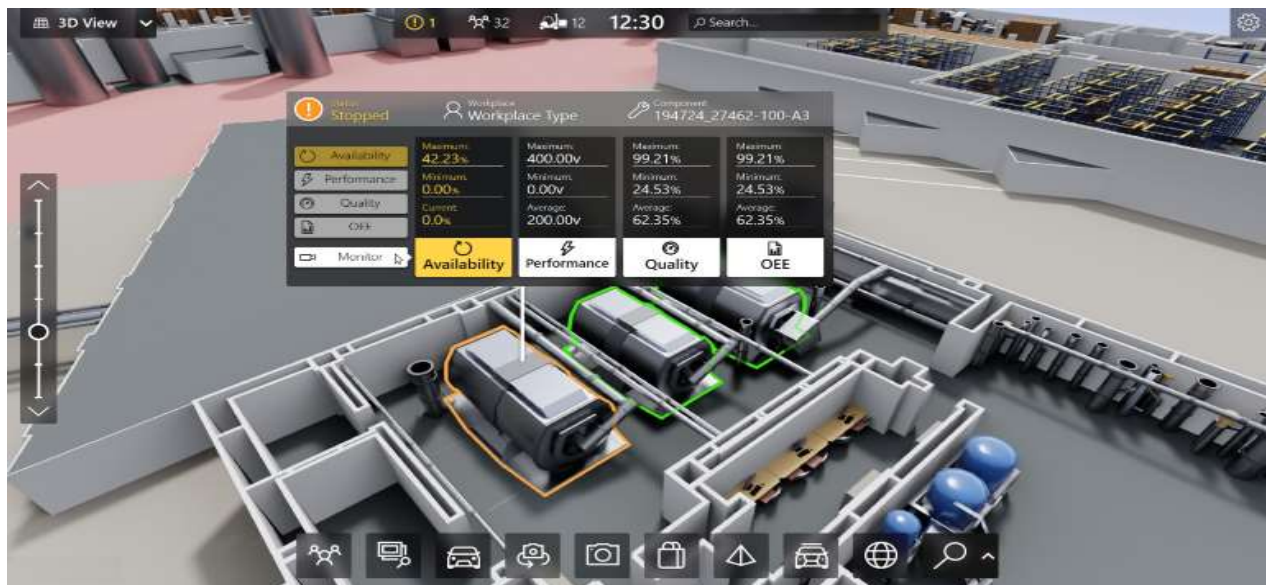 3D View
1 32 12 12:30 Search...
Status
Stopped
Workplace
Workplace Type
Component
194724_27462-100-A3
Availability
Performance
Quality
OEE
Monitor
Maximum:
42.23%
Minimum:
0.00%
Current:
0.0%
Availability
Maximum:
400.00v
Minimum:
0.00v
Average:
200.00v
Performance
Maximum:
99.21%
Minimum:
24.53%
Average:
62.35%
Quality
Maximum:
99.21%
Minimum:
24.53%
Average:
62.35%
OEE